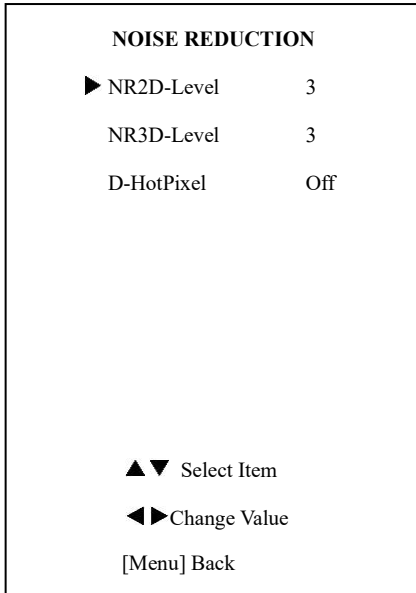 NOISE REDUCTION
▶ NR2D-Level 3
NR3D-Level 3
D-HotPixel Off
▲▼ Select Item
◀▶Change Value
[Menu] Back